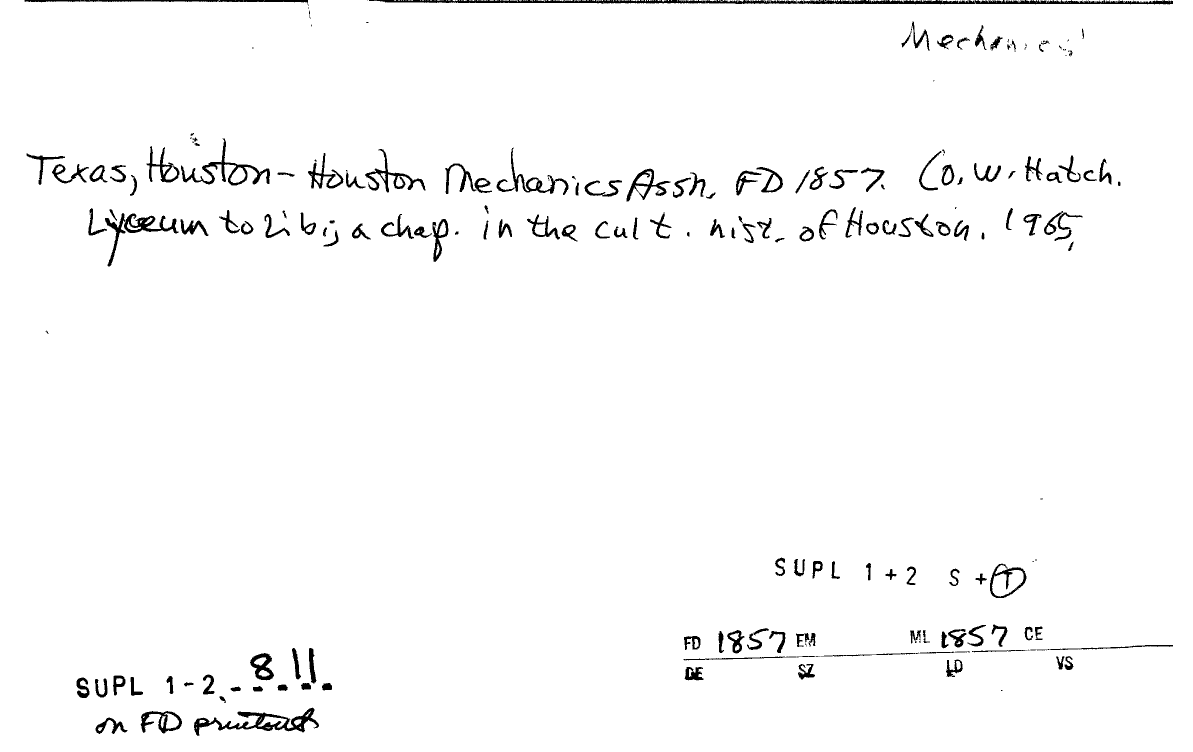 Mechanics'
Texas, Houston - Houston Mechanics Assn. FD 1857. (O. W. Hatch.
Lyceum to Lib; a chap. in the cult. hist. of Houston. 1965,
SUPL 1+2 S + T
FD 1857 EM ML 1857 CE
DE SZ LD VS
SUPL 1-2. 8.11.
on FD printout